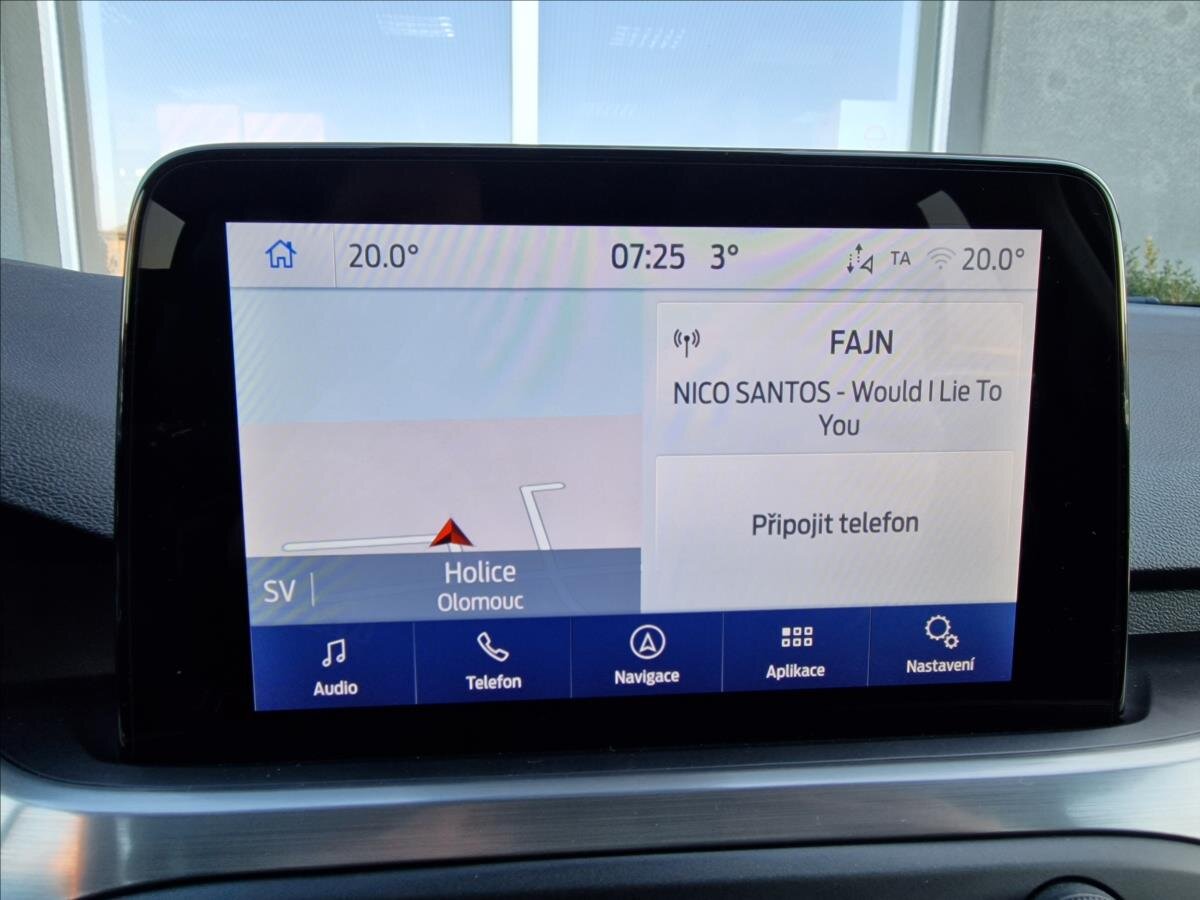 20.0° 07:25 3° TA 20.0°
FAJN
NICO SANTOS - Would I Lie To
You
Připojit telefon
SV
Holice
Olomouc
Audio Telefon Navigace Aplikace Nastavení